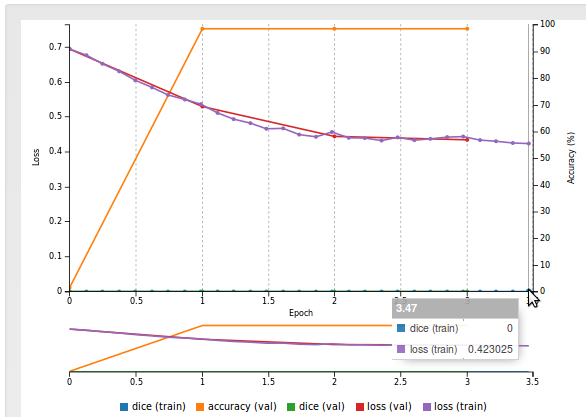 100
0.7
90
0.6
80
70
0.5
60
0.4
50
0.3
40
30
0.2
20
0.1
10
0
0
Loss
Accuracy (%)
0 0.5 1 1.5 2 2.5 3
Epoch
3.47
dice (train) 0
loss (train) 0.423025
0 0.5 1 1.5 2 2.5 3 3.5
dice (train) accuracy (val) dice (val) loss (val) loss (train)